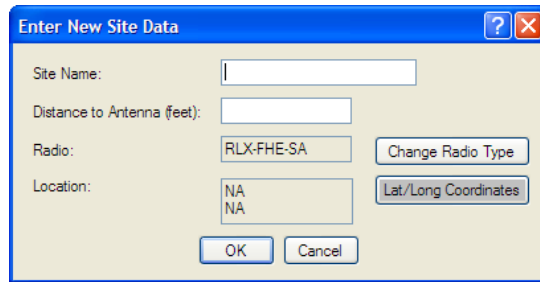 Enter New Site Data
Site Name:
Distance to Antenna (feet):
Radio:
RLX-FHE-SA
Change Radio Type
Location:
NA
NA
Lat/Long Coordinates
OK
Cancel